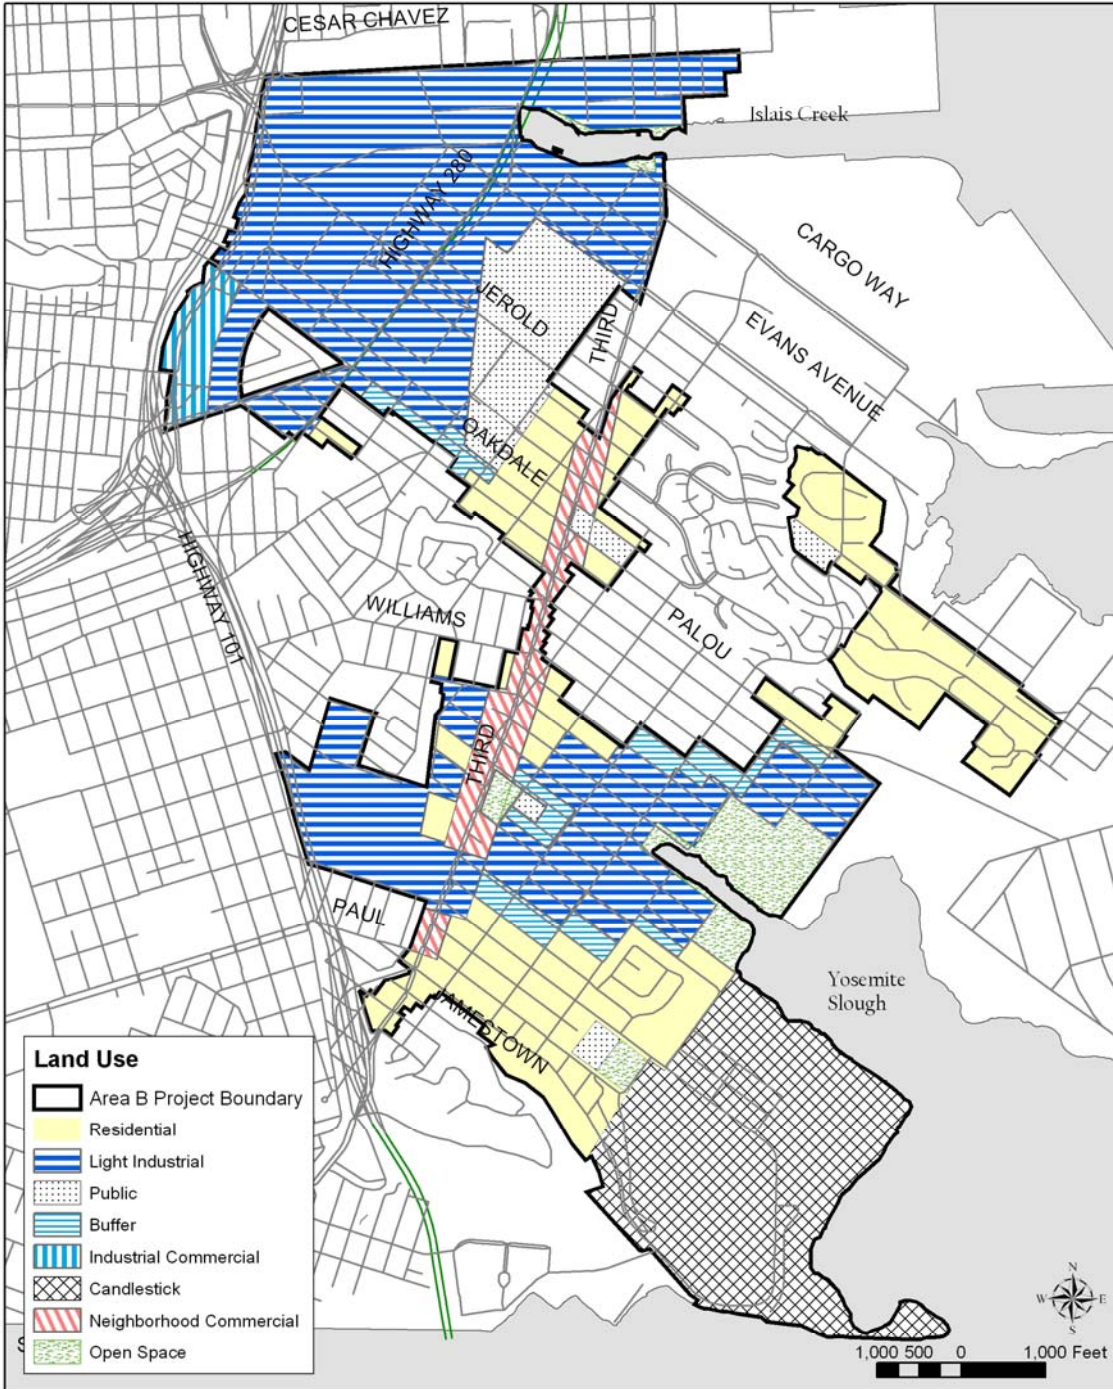 CESAR CHAVEZ
Islais Creek
HIGHWAY 280
CARGO WAY
JEROLD
THIRD
EVANS AVENUE
OAKDALE
HIGHWAY 101
WILLIAMS
PALOU
THIRD
PAUL
Yosemite
Slough
JAMESTOWN
Land Use
Area B Project Boundary
Residential
Light Industrial
Public
Buffer
Industrial Commercial
Candlestick
Neighborhood Commercial
Open Space
N
W E
S
1,000 500 0 1,000 Feet